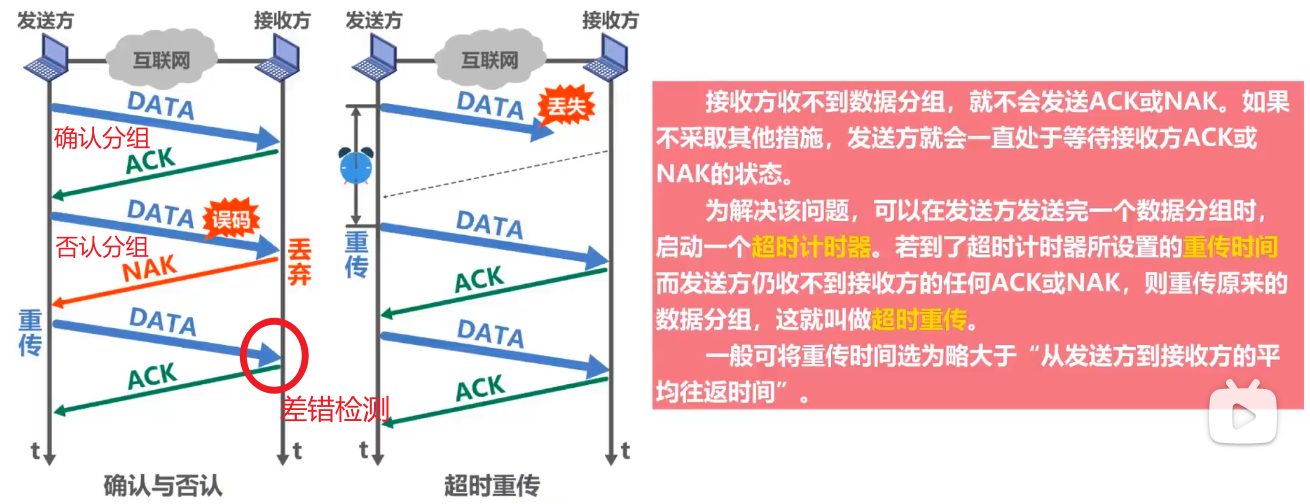 发送方
接收方
互联网
DATA
确认分组
ACK
DATA
误码
否认分组
NAK
丢弃
重传
DATA
ACK
差错检测
t
t
确认与否认
发送方
接收方
互联网
DATA
丢失
重传
DATA
ACK
DATA
ACK
t
t
超时重传
接收方收不到数据分组，就不会发送ACK或NAK。如果
不采取其他措施，发送方就会一直处于等待接收方ACK或
NAK的状态。
为解决该问题，可以在发送方发送完一个数据分组时，
启动一个超时计时器。若到了超时计时器所设置的重传时间
而发送方仍收不到接收方的任何ACK或NAK，则重传原来的
数据分组，这就叫做超时重传。
一般可将重传时间选为略大于“从发送方到接收方的平
均往返时间”。